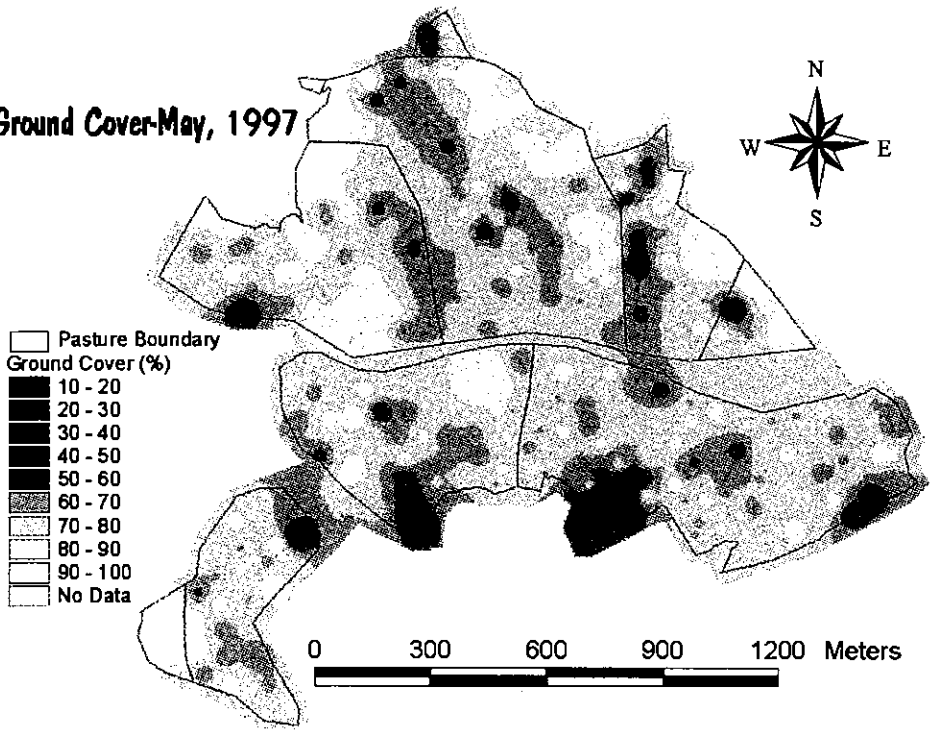 Ground Cover-May, 1997
N
W E
S
Pasture Boundary
Ground Cover (%)
10 - 20
20 - 30
30 - 40
40 - 50
50 - 60
60 - 70
70 - 80
80 - 90
90 - 100
No Data
0 300 600 900 1200 Meters